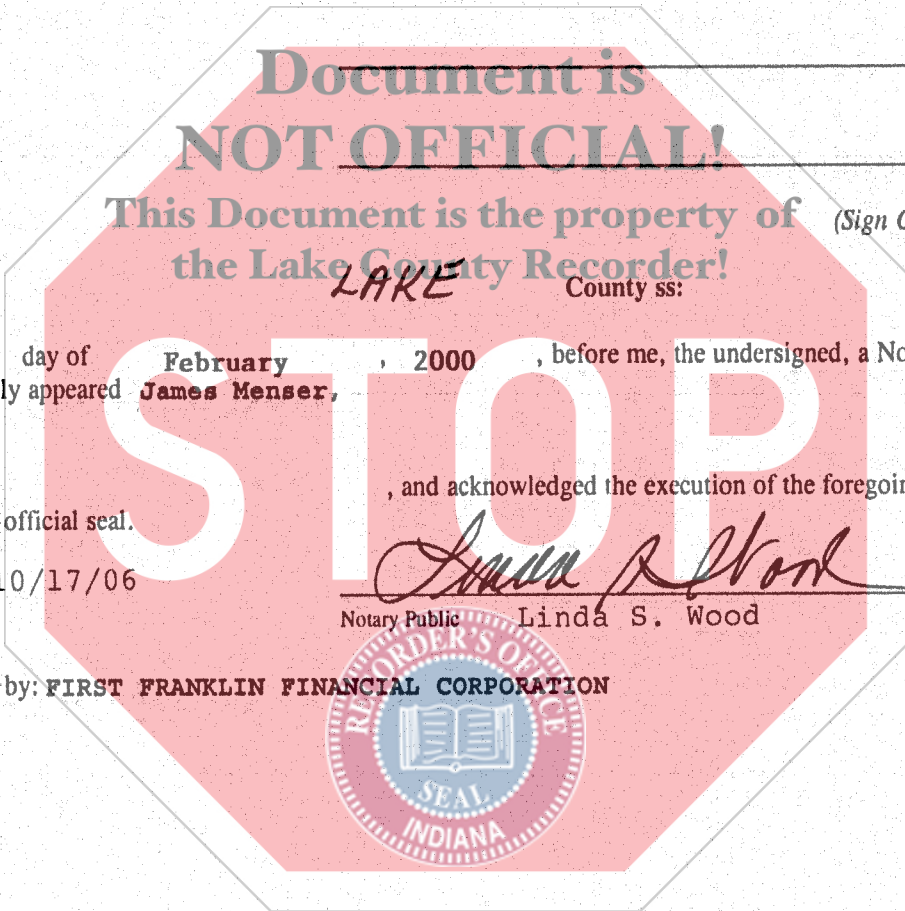 Document is
NOT OFFICIAL!
This Document is the property of
(Sign
the Lake County Recorder!
LAKE County ss:
day of February , 2000 , before me, the undersigned, a No
ly appeared James Menser,
STOP
, and acknowledged the execution of the foregoin
official seal.
10/17/06
Linda S Wood
Notary Public Linda S. Wood
RECORDER'S OFFICE
by: FIRST FRANKLIN FINANCIAL CORPORATION
SEAL
INDIANA